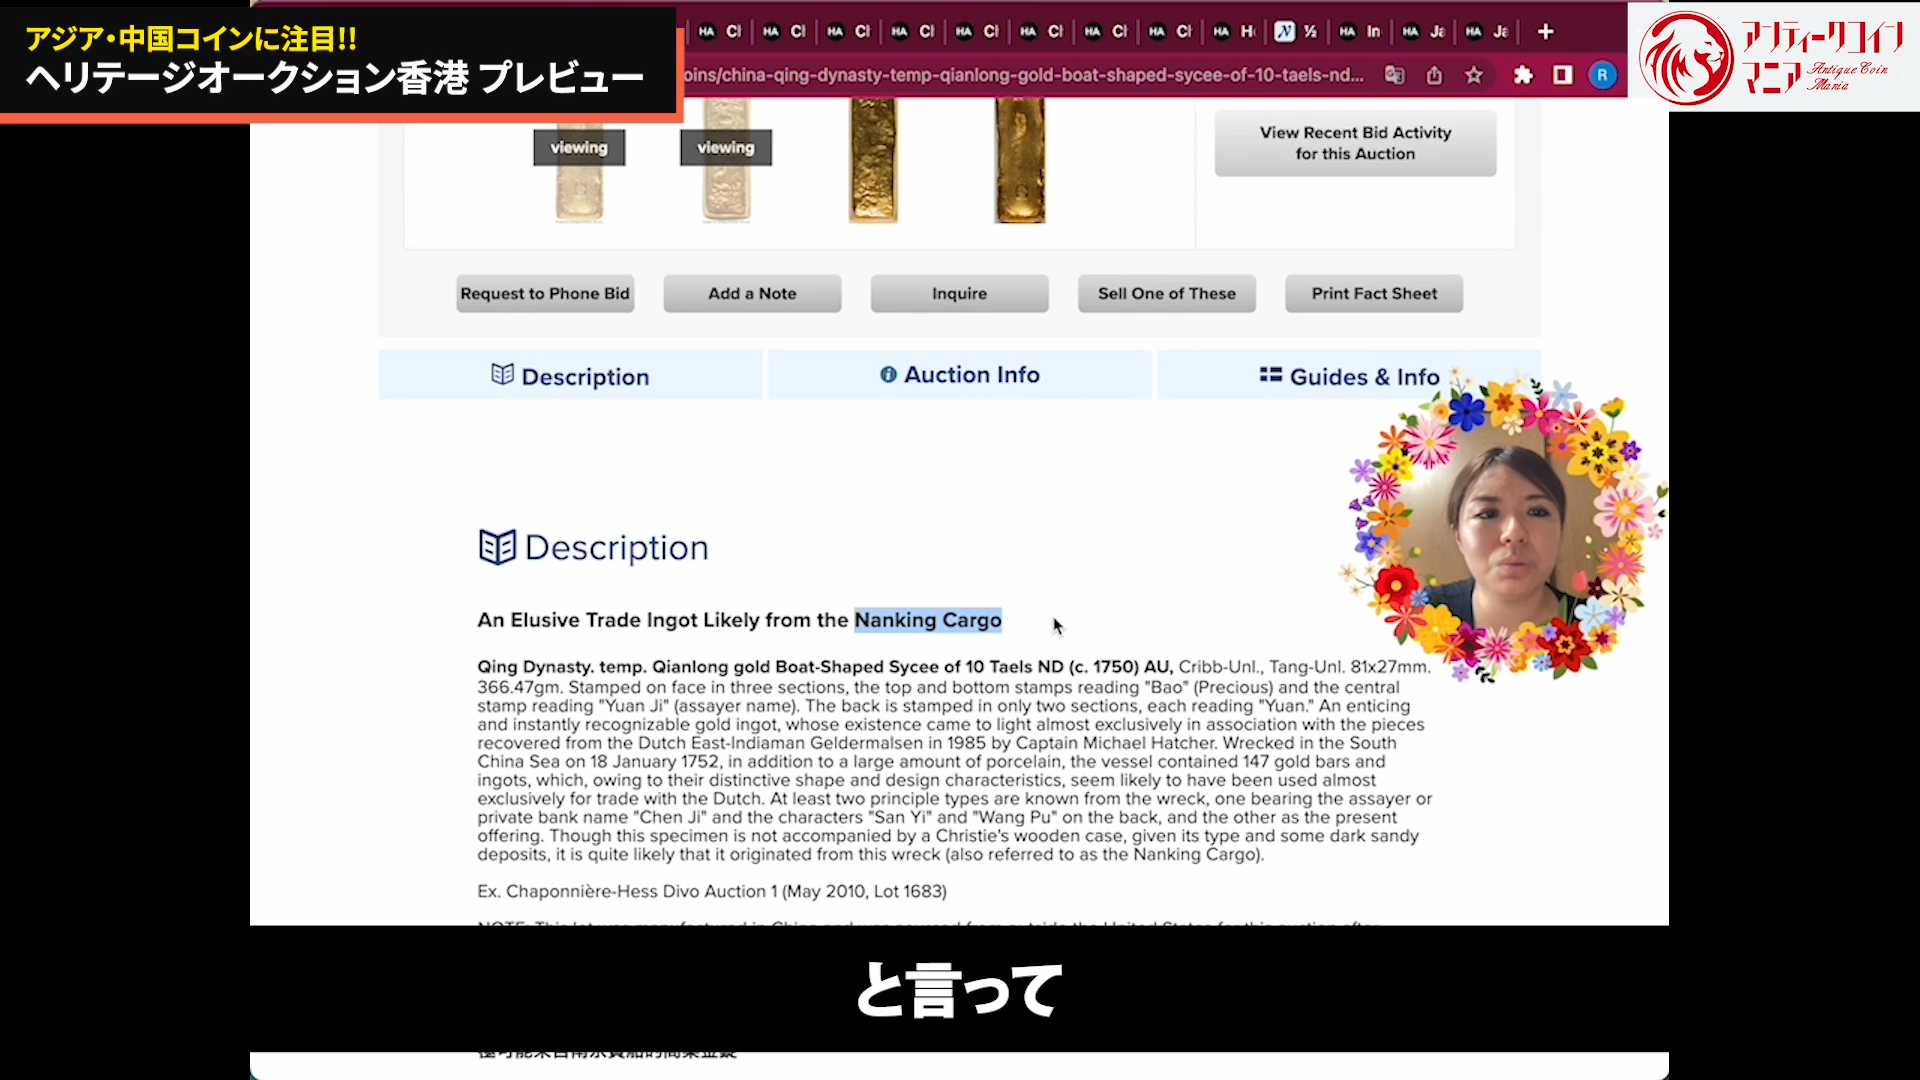 アジア・中国コインに注目!!
ヘリテージオークション香港 プレビュー
アンティークコイン
マニア Antique Coin
Mania
oins/china-qing-dynasty-temp-qianlong-gold-boat-shaped-sycee-of-10-taels-nd...
viewing
viewing
View Recent Bid Activity
for this Auction
Request to Phone Bid
Add a Note
Inquire
Sell One of These
Print Fact Sheet
Description
Auction Info
Guides & Info
Description
An Elusive Trade Ingot Likely from the Nanking Cargo
Qing Dynasty. temp. Qianlong gold Boat-Shaped Sycee of 10 Taels ND (c. 1750) AU, Cribb-Unl., Tang-Unl. 81x27mm.
366.47gm. Stamped on face in three sections, the top and bottom stamps reading "Bao" (Precious) and the central
stamp reading "Yuan Ji" (assayer name). The back is stamped in only two sections, each reading "Yuan." An enticing
and instantly recognizable gold ingot, whose existence came to light almost exclusively in association with the pieces
recovered from the Dutch East-Indiaman Geldermalsen in 1985 by Captain Michael Hatcher. Wrecked in the South
China Sea on 18 January 1752, in addition to a large amount of porcelain, the vessel contained 147 gold bars and
ingots, which, owing to their distinctive shape and design characteristics, seem likely to have been used almost
exclusively for trade with the Dutch. At least two principle types are known from the wreck, one bearing the assayer or
private bank name "Chen Ji" and the characters "San Yi" and "Wang Pu" on the back, and the other as the present
offering. Though this specimen is not accompanied by a Christie's wooden case, given its type and some dark sandy
deposits, it is quite likely that it originated from this wreck (also referred to as the Nanking Cargo).
Ex. Chaponnière-Hess Divo Auction 1 (May 2010, Lot 1683)
と言って